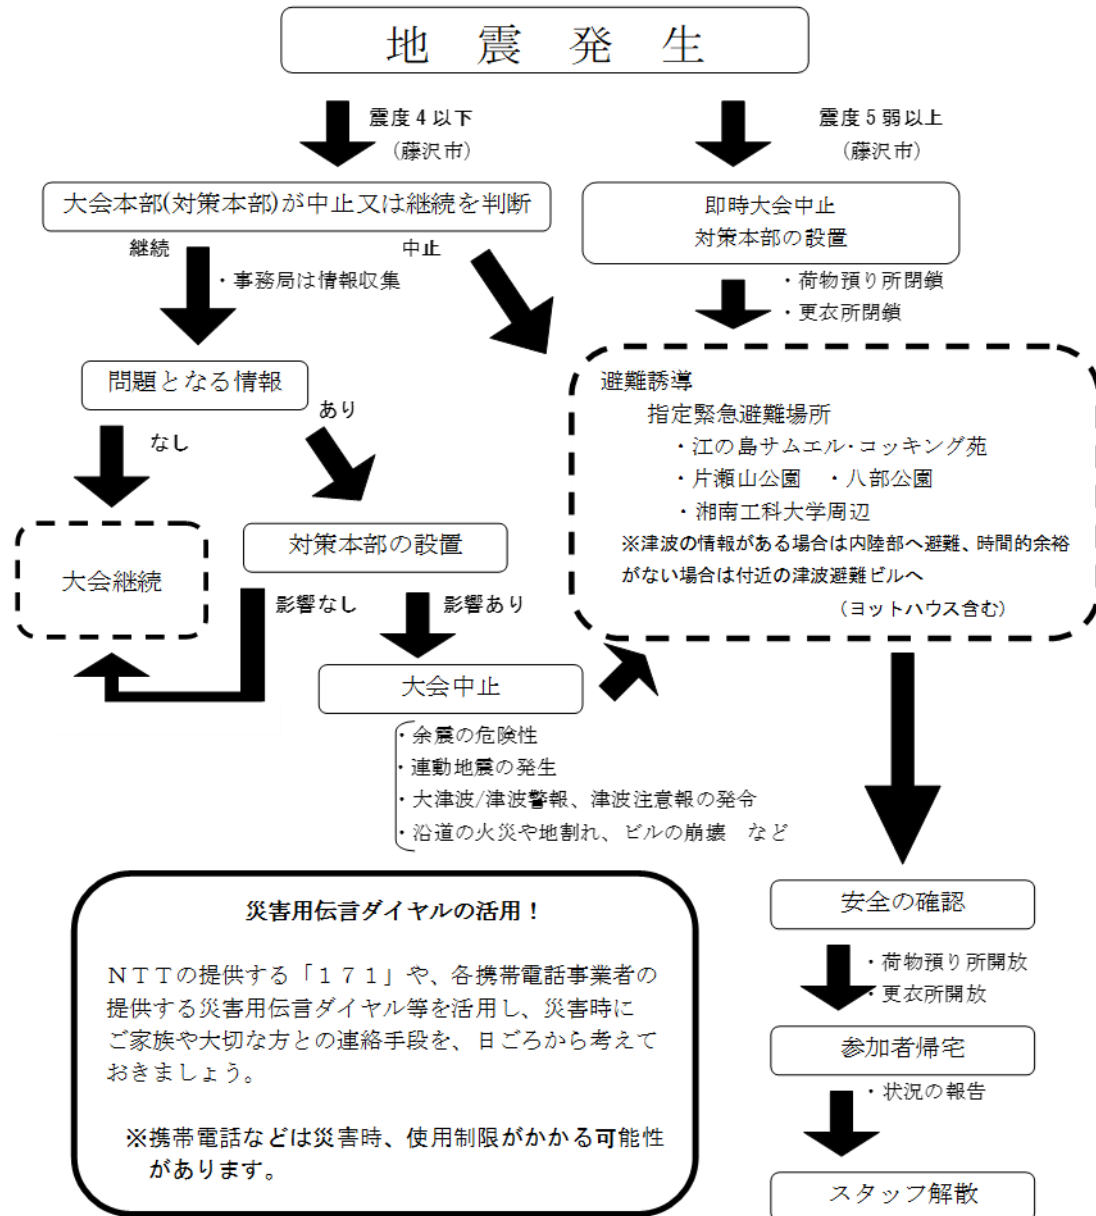 地　震　発　生
震度4以下
(藤沢市)
震度5弱以上
(藤沢市)
大会本部(対策本部)が中止又は継続を判断
即時大会中止
対策本部の設置
継続
中止
・事務局は情報収集
・荷物預り所閉鎖
・更衣所閉鎖
問題となる情報
あり
なし
避難誘導
指定緊急避難場所
・江の島サムエル・コッキング苑
・片瀬山公園　・八部公園
・湘南工科大学周辺
※津波の情報がある場合は内陸部へ避難、時間的余裕
がない場合は付近の津波避難ビルへ
(ヨットハウス含む)
対策本部の設置
大会継続
影響なし
影響あり
大会中止
・余震の危険性
・連動地震の発生
・大津波/津波警報、津波注意報の発令
・沿道の火災や地割れ、ビルの崩壊　など
災害用伝言ダイヤルの活用！
ＮＴＴの提供する「１７１」や、各携帯電話事業者の
提供する災害用伝言ダイヤル等を活用し、災害時に
ご家族や大切な方との連絡手段を、日ごろから考えて
おきましょう。
※携帯電話などは災害時、使用制限がかかる可能性
があります。
安全の確認
・荷物預り所開放
・更衣所開放
参加者帰宅
・状況の報告
スタッフ解散